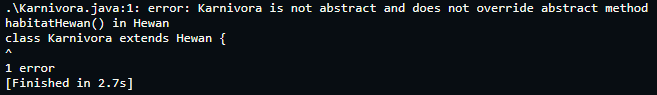 .\Karnivora.java:1: error: Karnivora is not abstract and does not override abstract method
habitatHewan() in Hewan
class Karnivora extends Hewan {
^
1 error
[Finished in 2.7s]